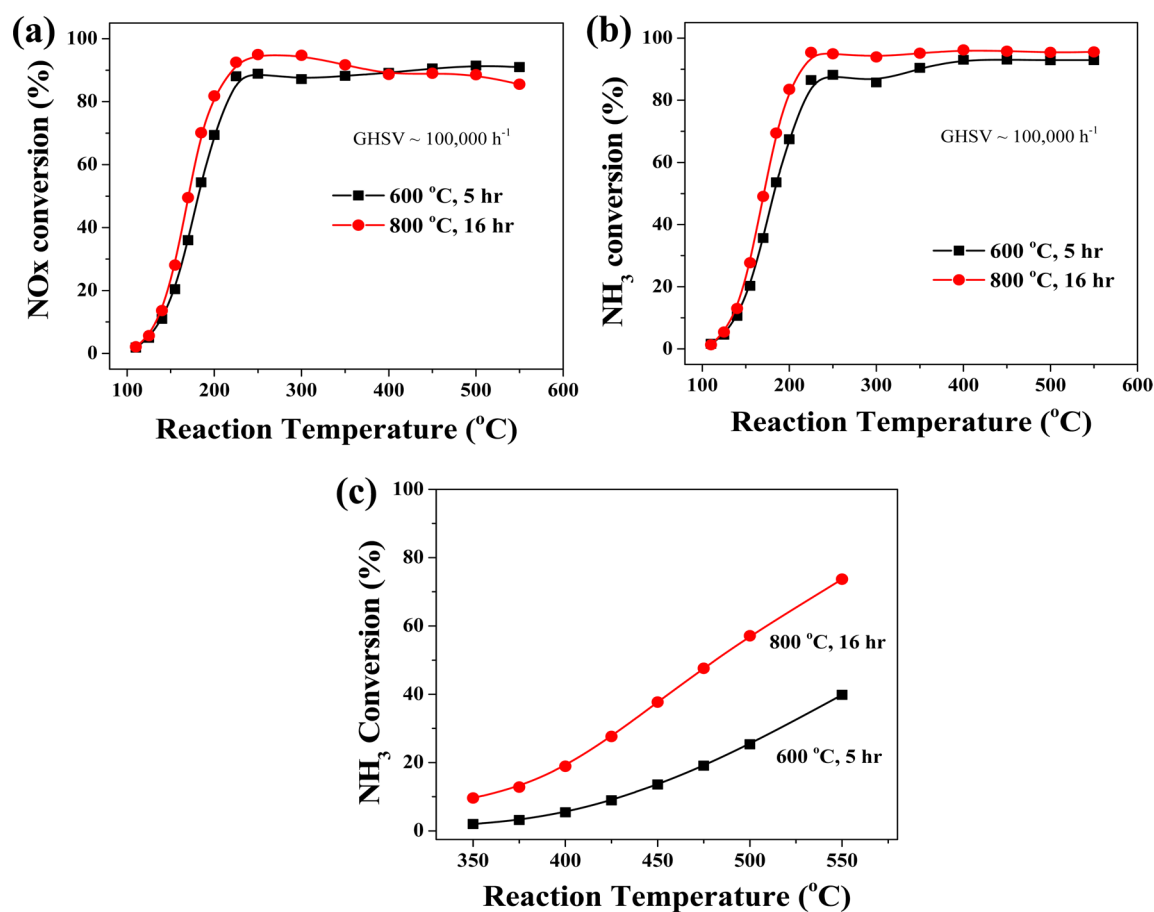 (a)
100
80
60
40
20
0
NOx conversion (%)
GHSV ~ 100,000 h⁻¹
600 °C, 5 hr
800 °C, 16 hr
100 200 300 400 500 600
Reaction Temperature (°C)
(b)
100
80
60
40
20
0
NH₃ conversion (%)
GHSV ~ 100,000 h⁻¹
600 °C, 5 hr
800 °C, 16 hr
100 200 300 400 500 600
Reaction Temperature (°C)
(c)
100
80
60
40
20
0
NH₃ Conversion (%)
800 °C, 16 hr
600 °C, 5 hr
350 400 450 500 550
Reaction Temperature (°C)